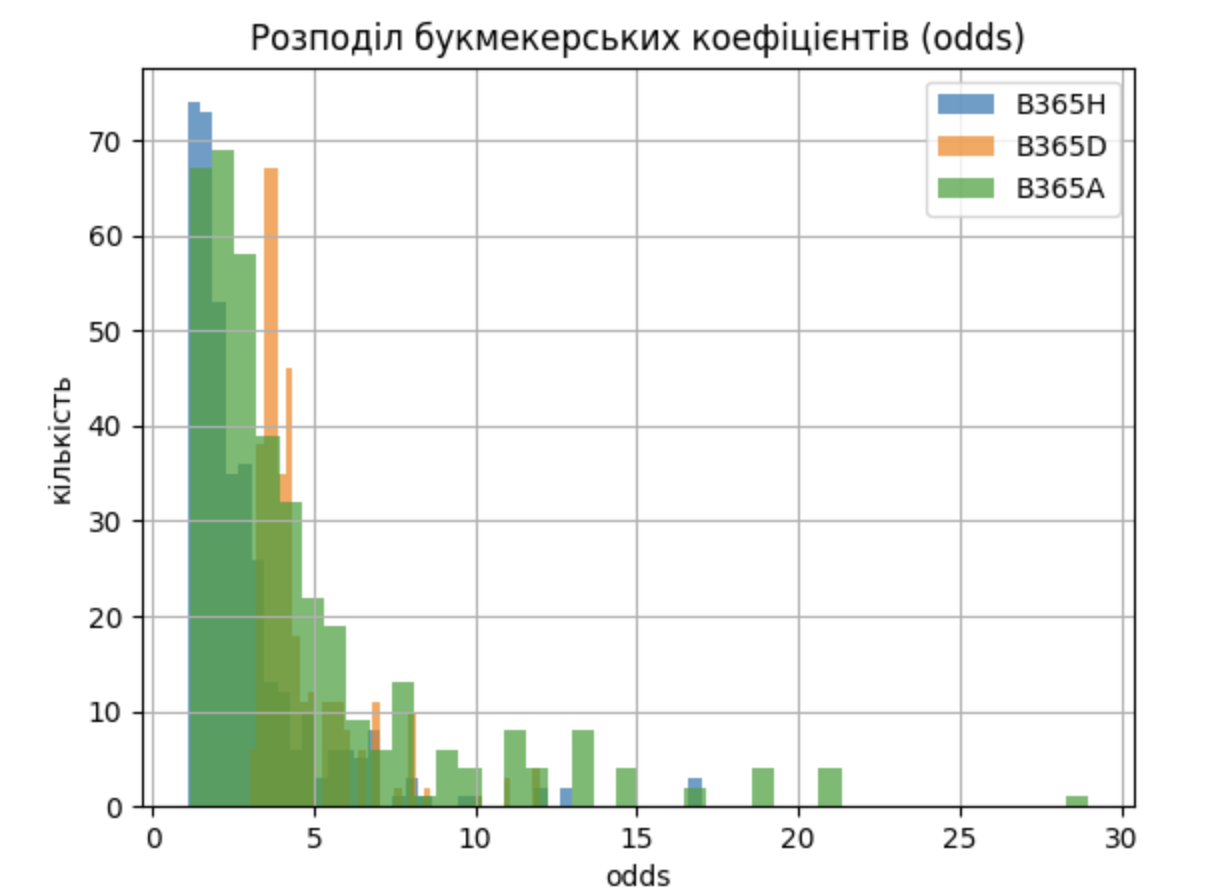 Розподіл букмекерських коефіцієнтів (odds)
B365H
B365D
B365A
70
60
50
40
30
20
10
0
кількість
0 5 10 15 20 25 30
odds